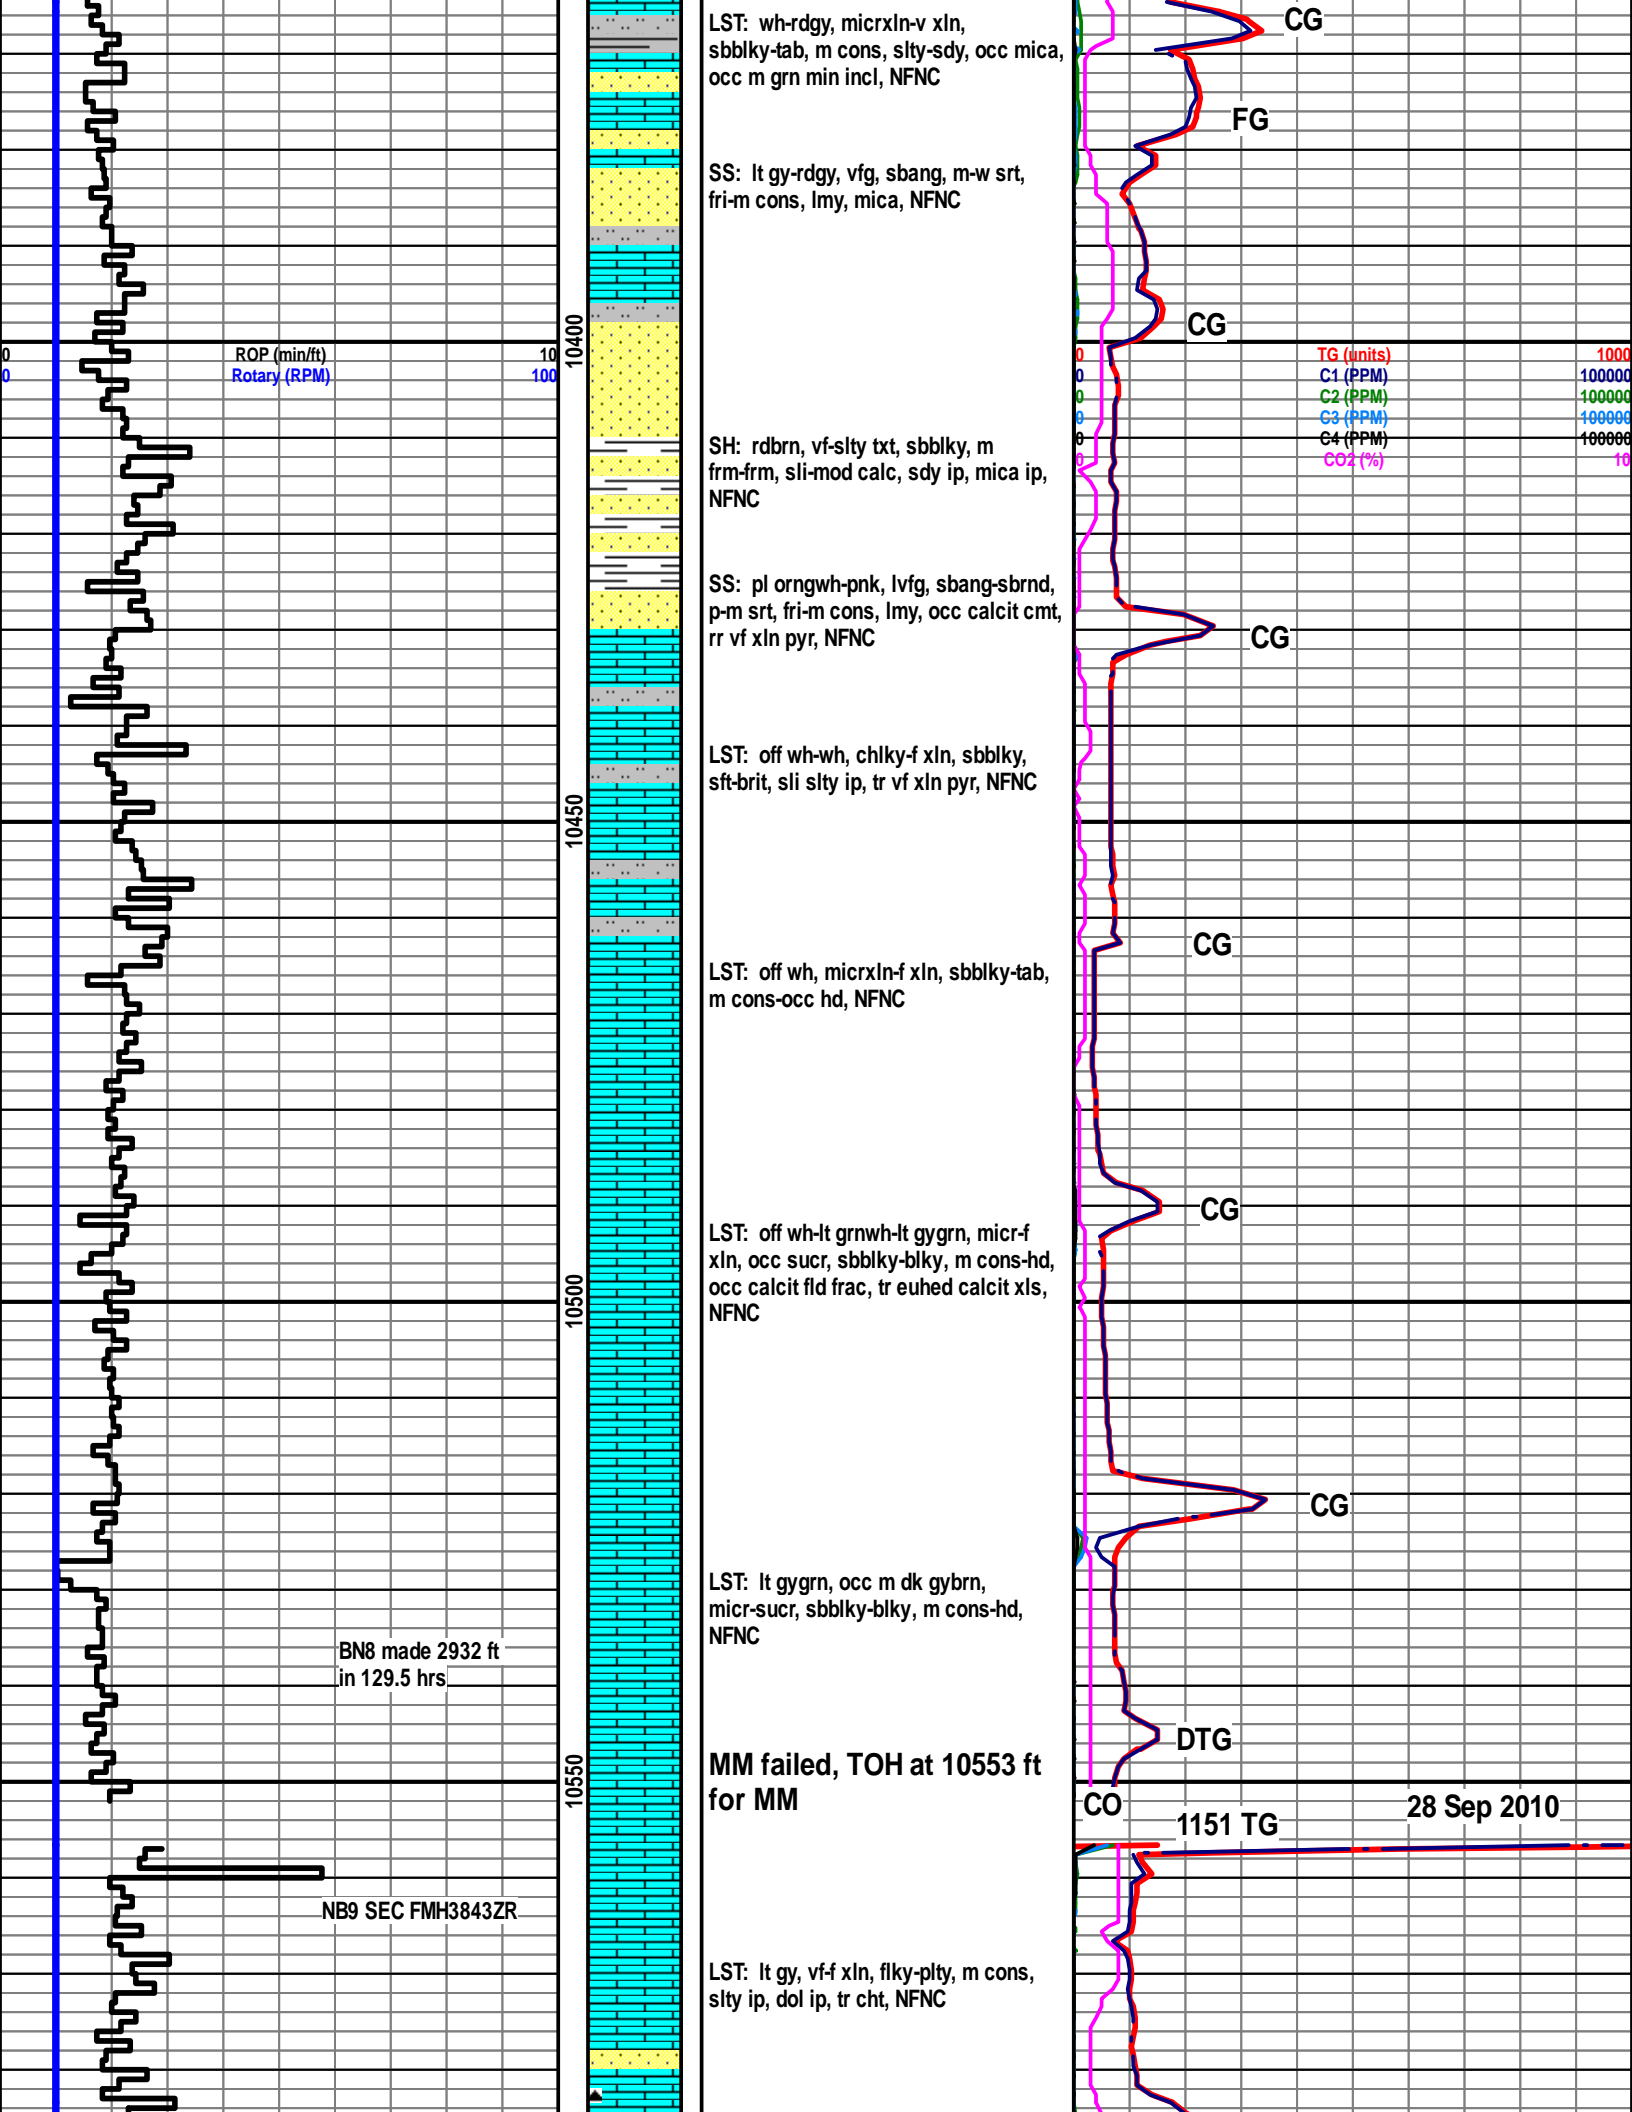 LST: wh-rdgy, micrxln-v xln,
sbblky-tab, m cons, slty-sdy, occ mica,
occ m grn min incl, NFNC
CG
FG
SS: lt gy-rdgy, vfg, sbang, m-w srt,
fri-m cons, lmy, mica, NFNC
CG
10400
0 ROP (min/ft) 10
0 Rotary (RPM) 100
0 TG (units) 1000
0 C1 (PPM) 100000
0 C2 (PPM) 100000
0 C3 (PPM) 100000
0 C4 (PPM) 100000
0 CO2 (%) 10
SH: rdbrn, vf-slty txt, sbblky, m
frm-frm, sli-mod calc, sdy ip, mica ip,
NFNC
SS: pl orngwh-pnk, lvfg, sbang-sbrnd,
p-m srt, fri-m cons, lmy, occ calcit cmt,
rr vf xln pyr, NFNC
CG
LST: off wh-wh, chlky-f xln, sbblky,
sft-brit, sli slty ip, tr vf xln pyr, NFNC
10450
CG
LST: off wh, micrxln-f xln, sbblky-tab,
m cons-occ hd, NFNC
CG
LST: off wh-lt grnwh-lt gygrn, micr-f
xln, occ sucr, sbblky-blky, m cons-hd,
occ calcit fld frac, tr euhed calcit xls,
NFNC
10500
CG
LST: lt gygrn, occ m dk gybrn,
micr-sucr, sbblky-blky, m cons-hd,
NFNC
BN8 made 2932 ft
in 129.5 hrs
DTG
MM failed, TOH at 10553 ft
for MM
10550
CO
28 Sep 2010
1151 TG
NB9 SEC FMH3843ZR
LST: lt gy, vf-f xln, flky-plty, m cons,
slty ip, dol ip, tr cht, NFNC